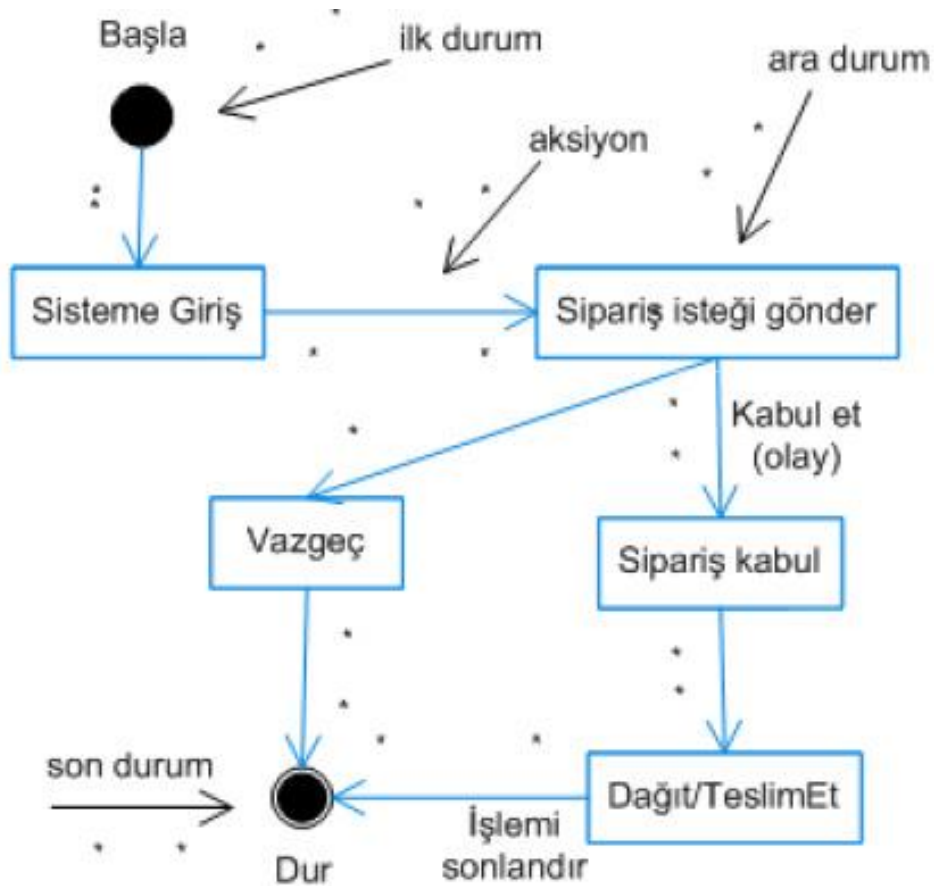 Başla
ilk durum
ara durum
aksiyon
Sisteme Giriş
Sipariş isteği gönder
Kabul et
(olay)
Vazgeç
Sipariş kabul
son durum
Dağıt/TeslimEt
İşlemi
sonlandır
Dur